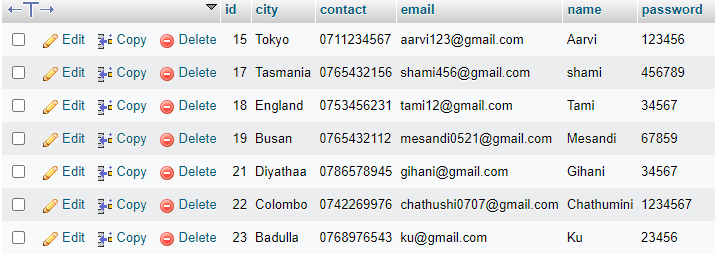 id city contact email name password
Edit Copy Delete 15 Tokyo 0711234567 aarvi123@gmail.com Aarvi 123456
Edit Copy Delete 17 Tasmania 0765432156 shami456@gmail.com shami 456789
Edit Copy Delete 18 England 0753456231 tami12@gmail.com Tami 34567
Edit Copy Delete 19 Busan 0765432112 mesandi0521@gmail.com Mesandi 67859
Edit Copy Delete 21 Diyathaa 0786578945 gihani@gmail.com Gihani 34567
Edit Copy Delete 22 Colombo 0742269976 chathushi0707@gmail.com Chathumini 1234567
Edit Copy Delete 23 Badulla 0768976543 ku@gmail.com Ku 23456